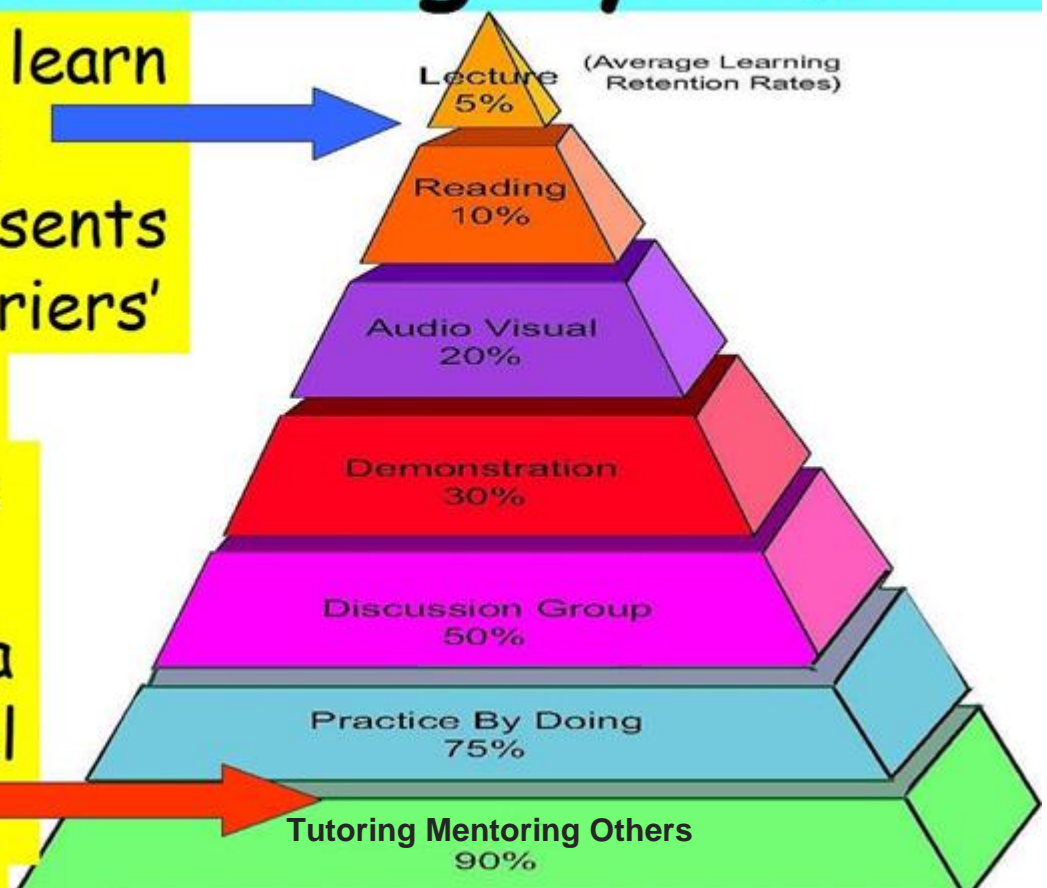 learn
sents
riers’
a
l
(Average Learning
Retention Rates)
Lecture
5%
Reading
10%
Audio Visual
20%
Demonstration
30%
Discussion Group
50%
Practice By Doing
75%
Tutoring Mentoring Others
90%